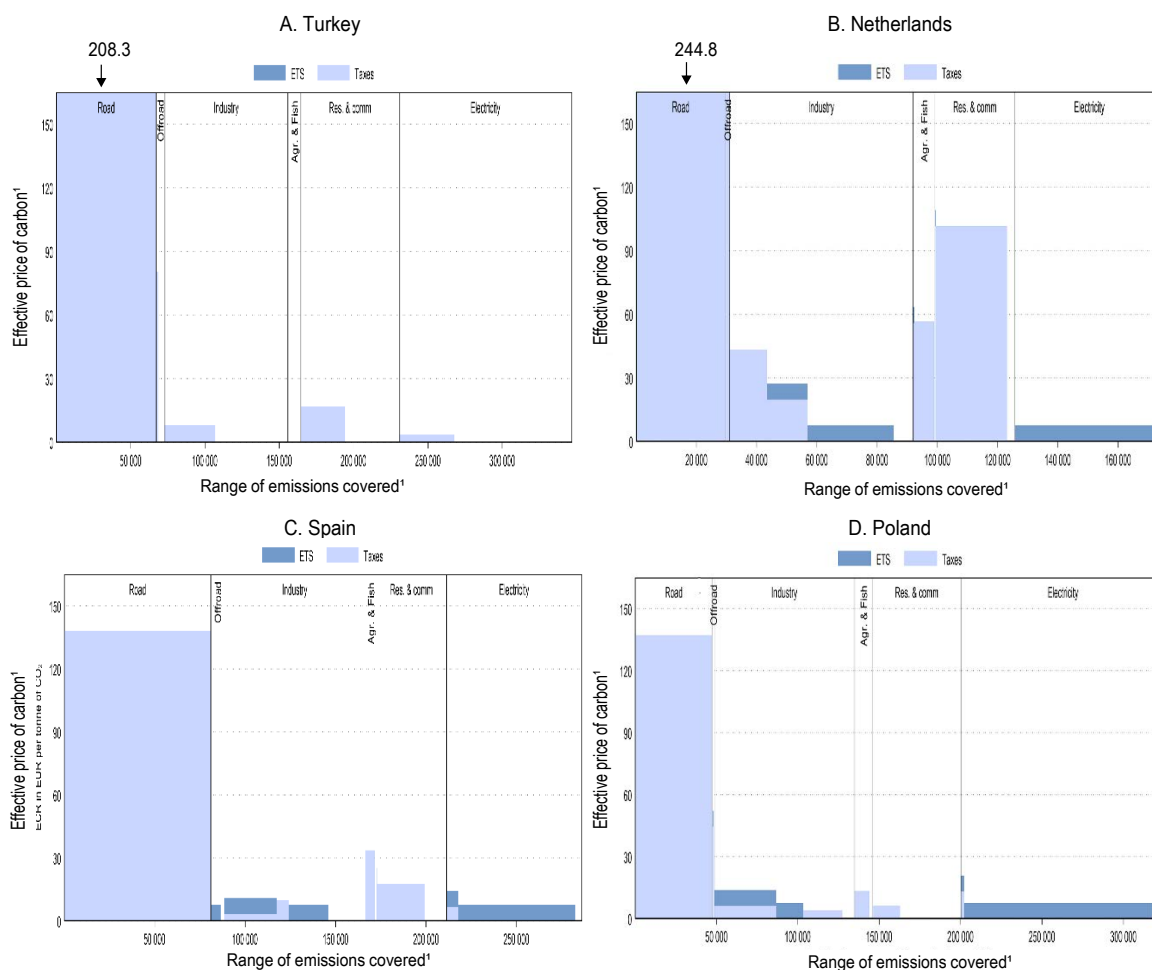 A. Turkey
208.3
ETS Taxes
Road Offroad Industry Agr. & Fish Res. & comm Electricity
150
120
90
60
30
0
Effective price of carbon¹
50 000 100 000 150 000 200 000 250 000 300 000
Range of emissions covered¹
B. Netherlands
244.8
ETS Taxes
Road Offroad Industry Agr. & Fish Res. & comm Electricity
150
120
90
60
30
0
Effective price of carbon¹
20 000 40 000 60 000 80 000 100 000 120 000 140 000 160 000
Range of emissions covered¹
C. Spain
ETS Taxes
Road Offroad Industry Agr. & Fish Res. & comm Electricity
150
120
90
60
30
0
Effective price of carbon¹
ECR in EUR per tonne of CO₂
50 000 100 000 150 000 200 000 250 000
Range of emissions covered¹
D. Poland
ETS Taxes
Road Offroad Industry Agr. & Fish Res. & comm Electricity
150
120
90
60
30
0
Effective price of carbon¹
50 000 100 000 150 000 200 000 250 000 300 000
Range of emissions covered¹